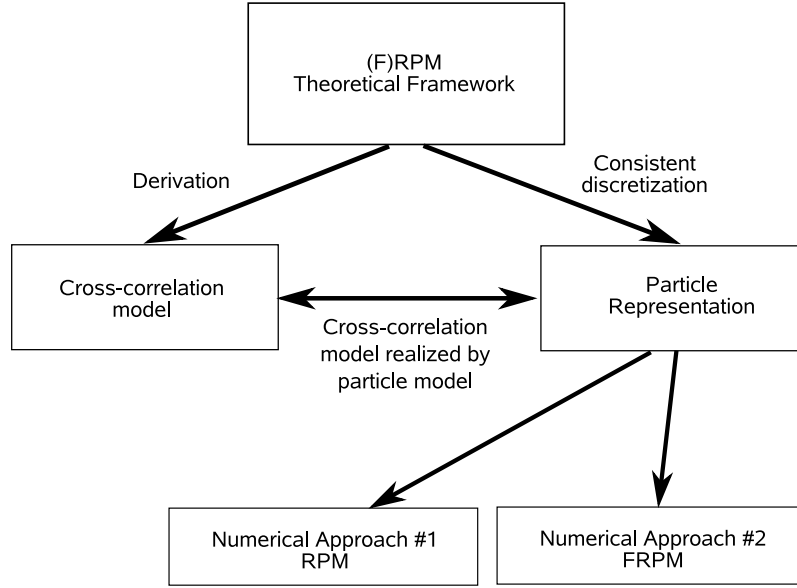 (F)RPM
Theoretical Framework
Derivation
Consistent
discretization
Cross-correlation
model
Particle
Representation
Cross-correlation
model realized by
particle model
Numerical Approach #1
RPM
Numerical Approach #2
FRPM